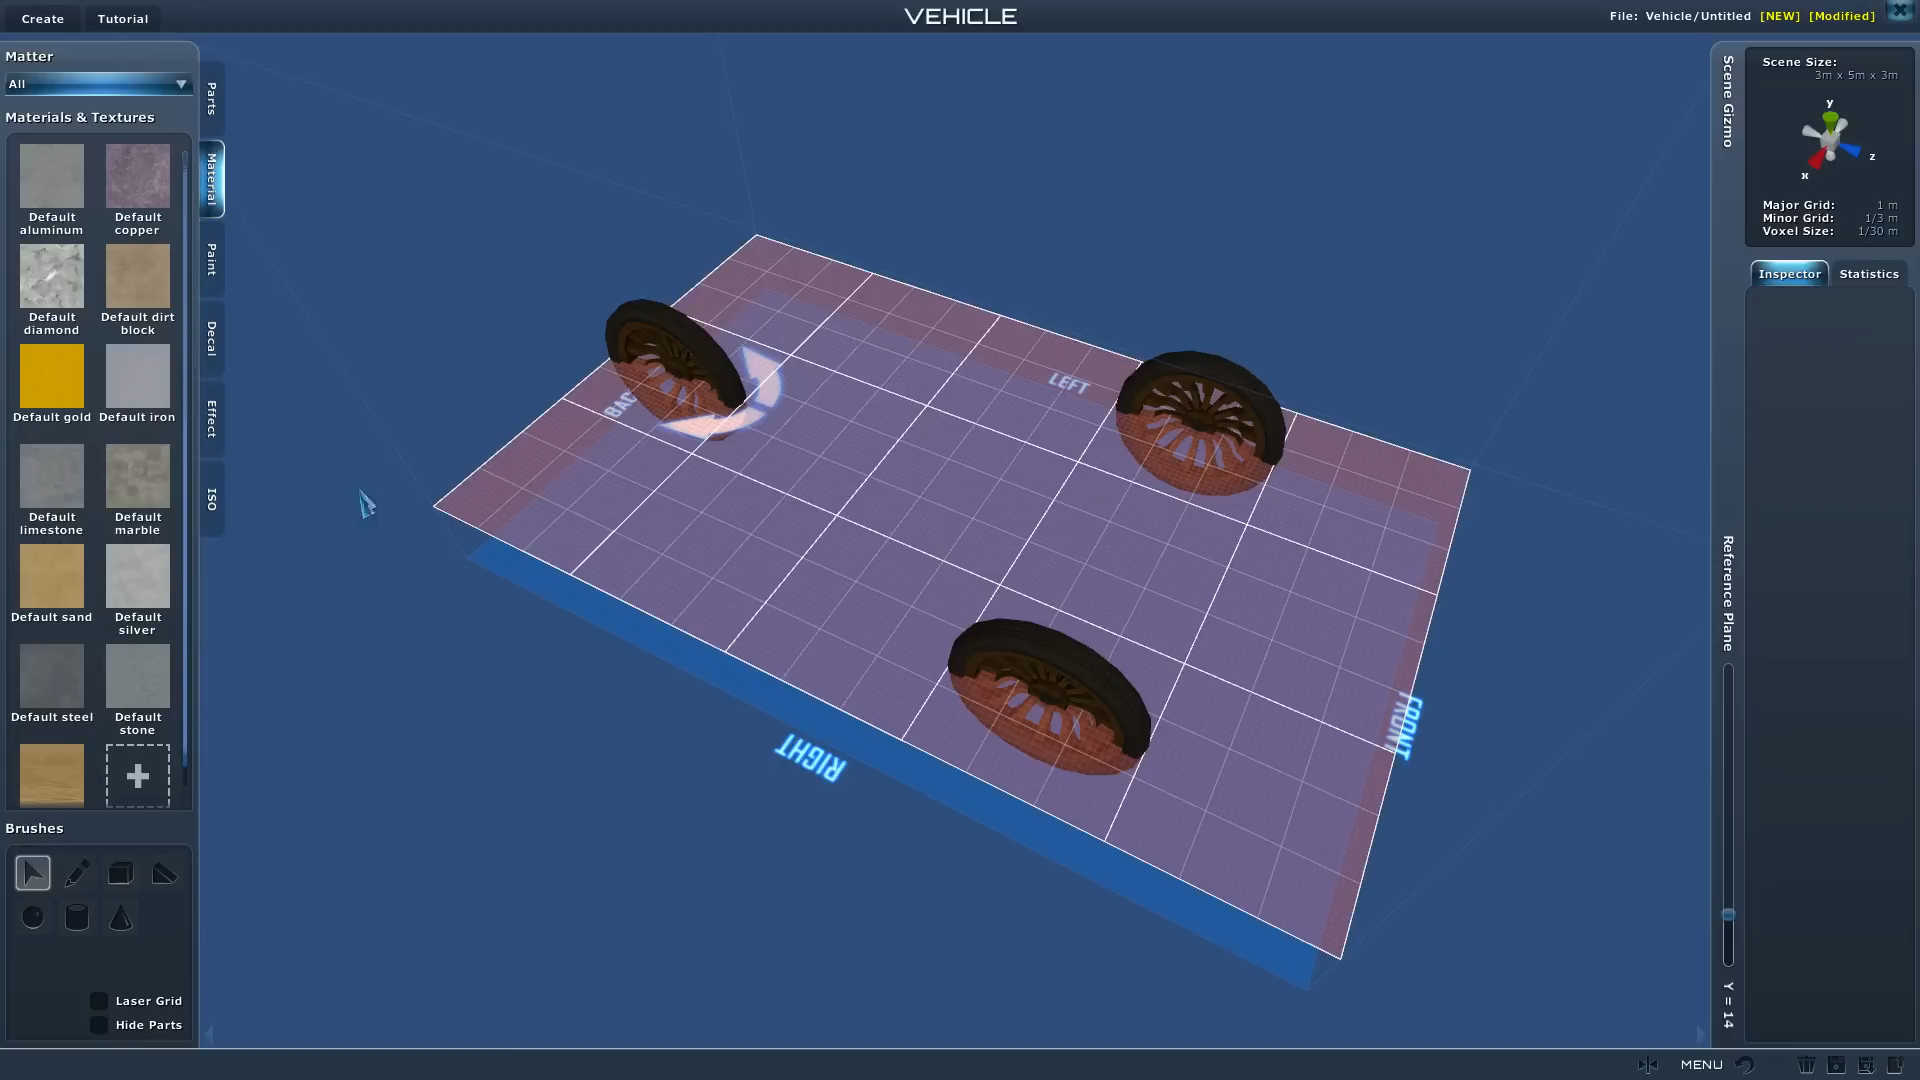 Create
Tutorial
VEHICLE
File: Vehicle/Untitled [NEW] [Modified]
Matter
All
Materials & Textures
Default aluminum
Default copper
Default diamond
Default dirt block
Default gold
Default iron
Default limestone
Default marble
Default sand
Default silver
Default steel
Default stone
Brushes
Laser Grid
Hide Parts
Parts
Material
Paint
Decal
Effect
ISO
LEFT
RIGHT
FRONT
Scene Gizmo
Scene Size:
3m x 5m x 3m
y
z
x
Major Grid: 1 m
Minor Grid: 1/3 m
Voxel Size: 1/30 m
Inspector
Statistics
Reference Plane
Y = 14
MENU